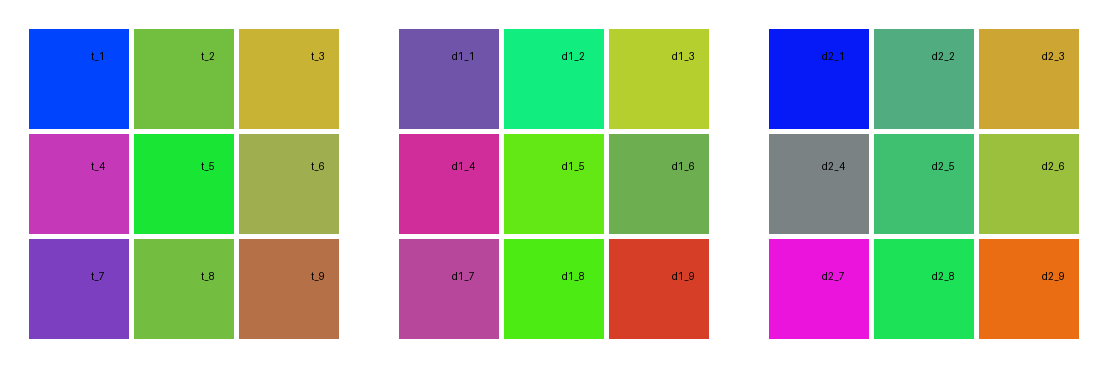 t_1 t_2 t_3 d1_1 d1_2 d1_3 d2_1 d2_2 d2_3
t_4 t_5 t_6 d1_4 d1_5 d1_6 d2_4 d2_5 d2_6
t_7 t_8 t_9 d1_7 d1_8 d1_9 d2_7 d2_8 d2_9